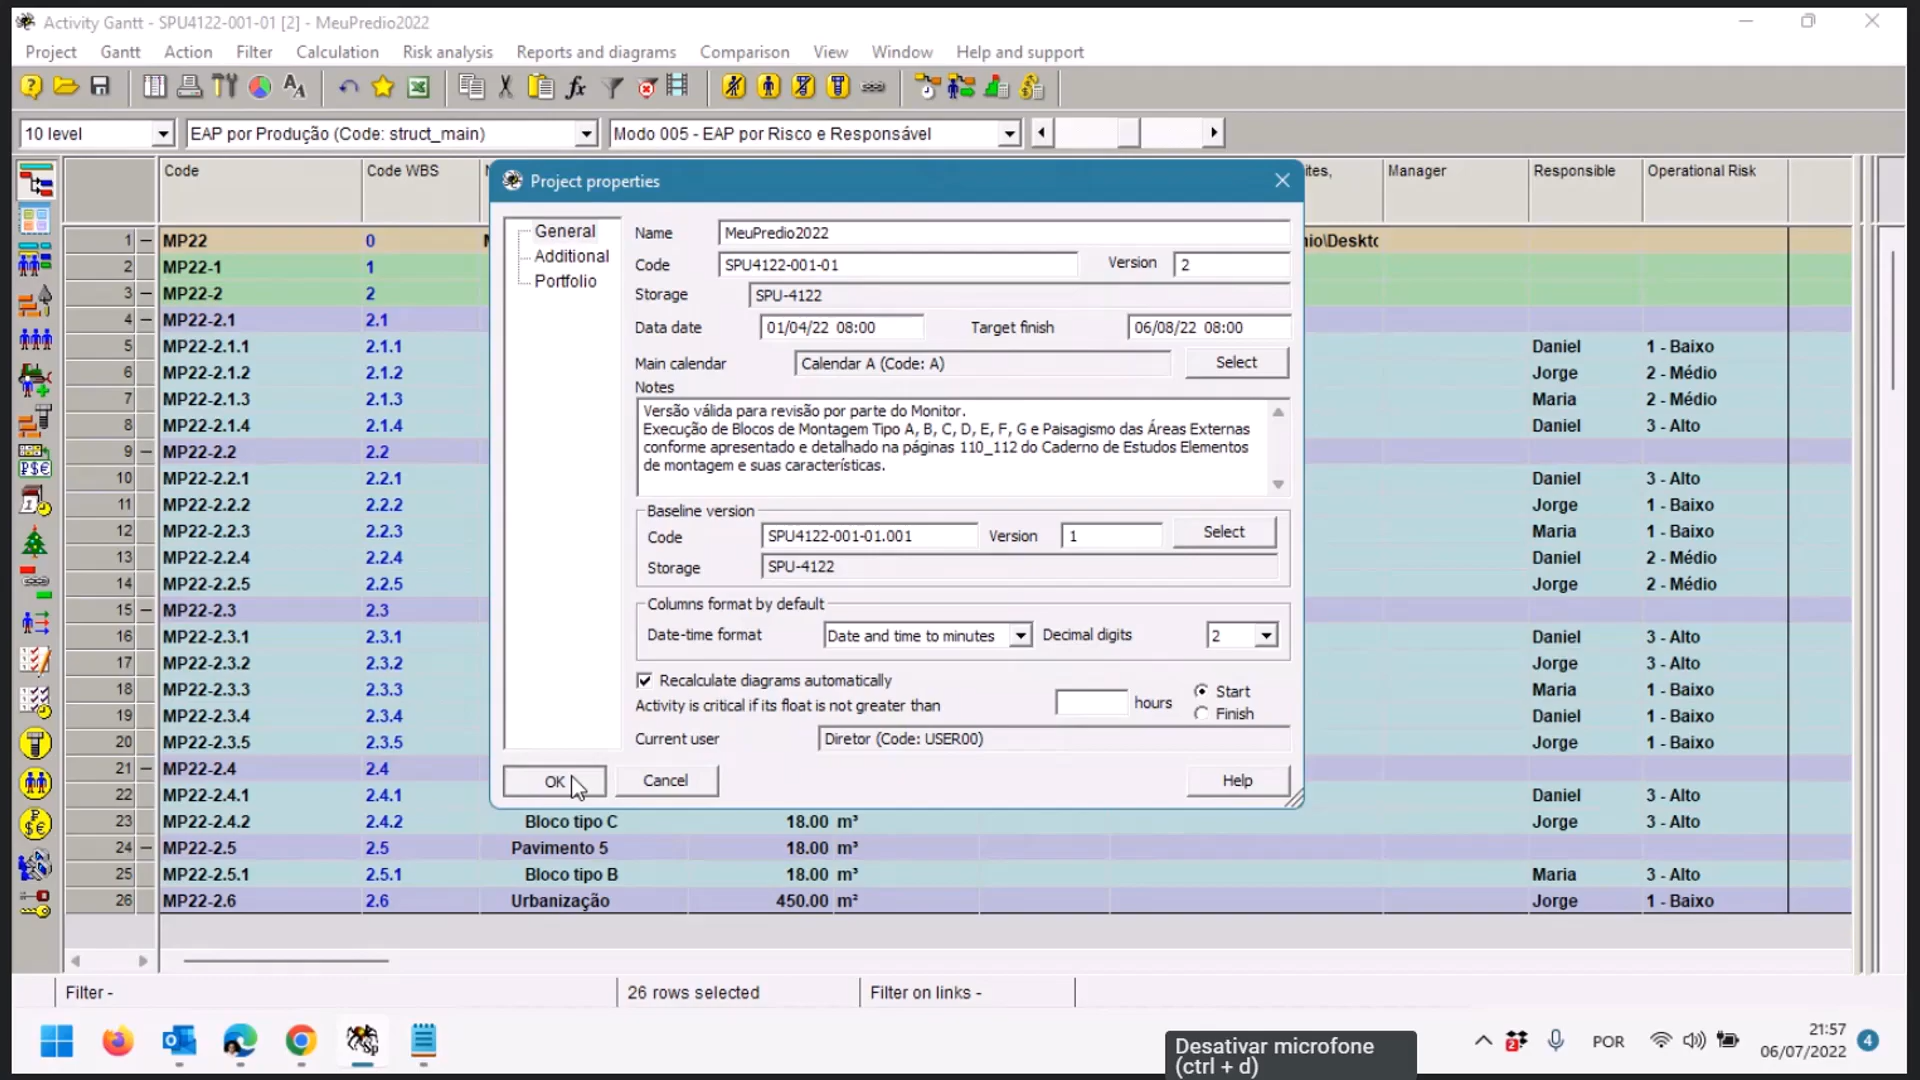 Activity Gantt - SPU4122-001-01 [2] - MeuPredio2022
Project Gantt Action Filter Calculation Risk analysis Reports and diagrams Comparison View Window Help and support
10 level EAP por Produção (Code: struct_main) Modo 005 - EAP por Risco e Responsável
Code Code WBS Manager Responsible Operational Risk
Project properties
General
Additional
Portfolio
Name MeuPredio2022
Code SPU4122-001-01 Version 2
Storage SPU-4122
Data date 01/04/22 08:00 Target finish 06/08/22 08:00
Main calendar Calendar A (Code: A) Select
Notes
Versão válida para revisão por parte do Monitor.
Execução de Blocos de Montagem Tipo A, B, C, D, E, F, G e Paisagismo das Áreas Externas
conforme apresentado e detalhado na páginas 110_112 do Caderno de Estudos Elementos
de montagem e suas características.
Baseline version
Code SPU4122-001-01.001 Version 1 Select
Storage SPU-4122
Columns format by default
Date-time format Date and time to minutes Decimal digits 2
Recalculate diagrams automatically
Activity is critical if its float is not greater than hours Start
Finish
Current user Diretor (Code: USER00)
OK Cancel Help
1 MP22 0
2 MP22-1 1
3 MP22-2 2
4 MP22-2.1 2.1
5 MP22-2.1.1 2.1.1 Daniel 1 - Baixo
6 MP22-2.1.2 2.1.2 Jorge 2 - Médio
7 MP22-2.1.3 2.1.3 Maria 2 - Médio
8 MP22-2.1.4 2.1.4 Daniel 3 - Alto
9 MP22-2.2 2.2
10 MP22-2.2.1 2.2.1 Daniel 3 - Alto
11 MP22-2.2.2 2.2.2 Jorge 1 - Baixo
12 MP22-2.2.3 2.2.3 Maria 1 - Baixo
13 MP22-2.2.4 2.2.4 Daniel 2 - Médio
14 MP22-2.2.5 2.2.5 Jorge 2 - Médio
15 MP22-2.3 2.3
16 MP22-2.3.1 2.3.1 Daniel 3 - Alto
17 MP22-2.3.2 2.3.2 Jorge 3 - Alto
18 MP22-2.3.3 2.3.3 Maria 1 - Baixo
19 MP22-2.3.4 2.3.4 Daniel 1 - Baixo
20 MP22-2.3.5 2.3.5 Jorge 1 - Baixo
21 MP22-2.4 2.4
22 MP22-2.4.1 2.4.1 Daniel 3 - Alto
23 MP22-2.4.2 2.4.2 Bloco tipo C 18.00 m³ Jorge 3 - Alto
24 MP22-2.5 2.5 Pavimento 5 18.00 m³
25 MP22-2.5.1 2.5.1 Bloco tipo B 18.00 m³ Maria 3 - Alto
26 MP22-2.6 2.6 Urbanização 450.00 m² Jorge 1 - Baixo
Filter - 26 rows selected Filter on links -
Desativar microfone
(ctrl + d)
POR
21:57
06/07/2022
4